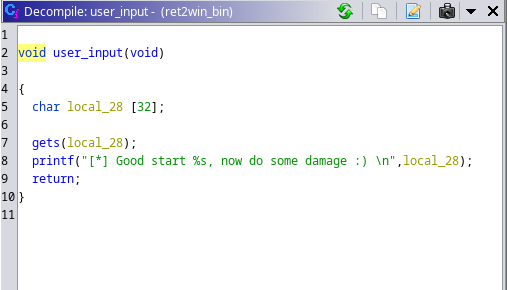 Decompile: user_input - (ret2win_bin)
1
2 void user_input(void)
3
4 {
5 char local_28 [32];
6
7 gets(local_28);
8 printf("[*] Good start %s, now do some damage :) \n",local_28);
9 return;
10 }
11